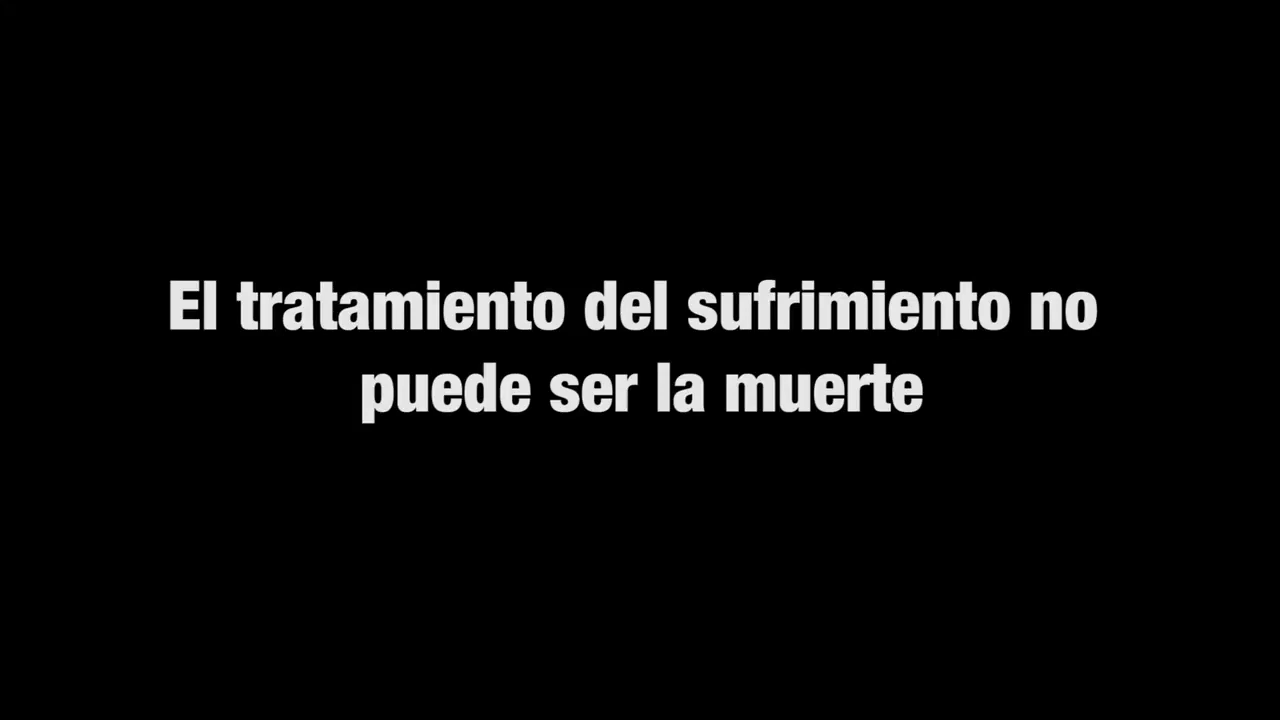 El tratamiento del sufrimiento no
puede ser la muerte